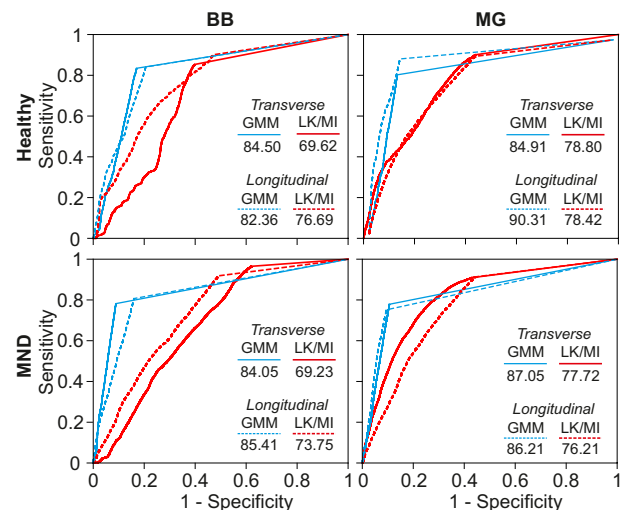 BB
MG
Healthy
Sensitivity
1
0.8
0.6
0.4
0.2
0
Transverse
GMM LK/MI
84.50 69.62
Longitudinal
GMM LK/MI
82.36 76.69
Transverse
GMM LK/MI
84.91 78.80
Longitudinal
GMM LK/MI
90.31 78.42
MND
Sensitivity
1
0.8
0.6
0.4
0.2
0
Transverse
GMM LK/MI
84.05 69.23
Longitudinal
GMM LK/MI
85.41 73.75
0 0.2 0.4 0.6 0.8 1
1 - Specificity
Transverse
GMM LK/MI
87.05 77.72
Longitudinal
GMM LK/MI
86.21 76.21
0 0.2 0.4 0.6 0.8 1
1 - Specificity